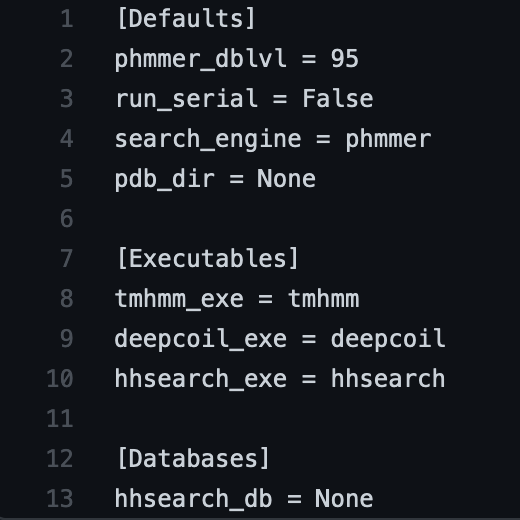 1 [Defaults]
2 phmmer_dblvl = 95
3 run_serial = False
4 search_engine = phmmer
5 pdb_dir = None
6
7 [Executables]
8 tmhmm_exe = tmhmm
9 deepcoil_exe = deepcoil
10 hhsearch_exe = hhsearch
11
12 [Databases]
13 hhsearch_db = None